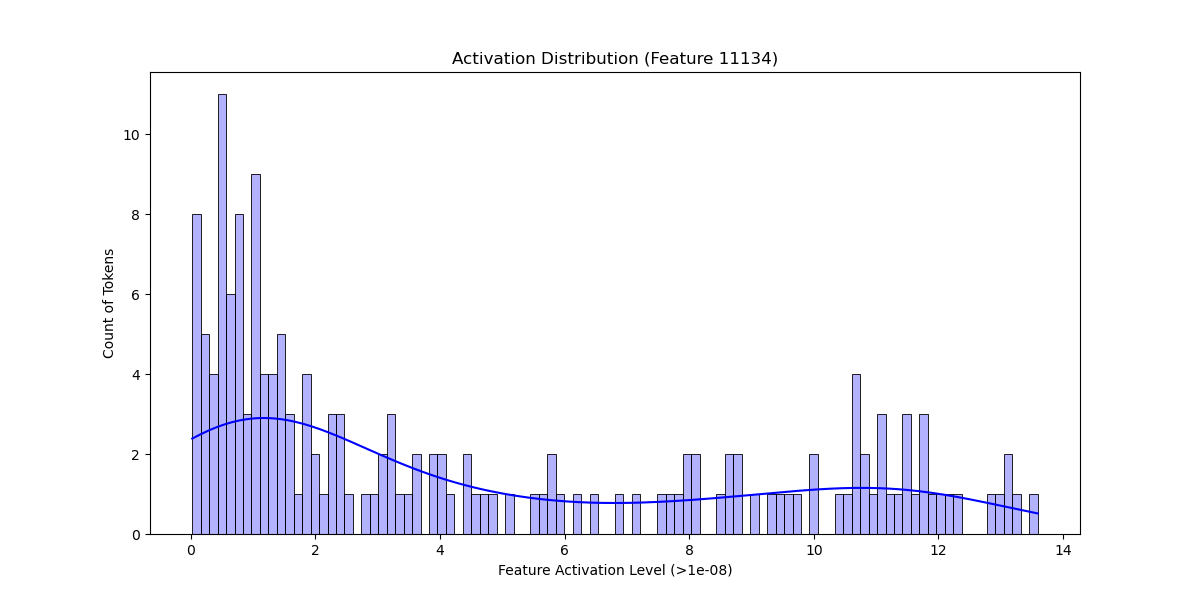 Activation Distribution (Feature 11134)
Count of Tokens
10
8
6
4
2
0
0 2 4 6 8 10 12 14
Feature Activation Level (>1e-08)